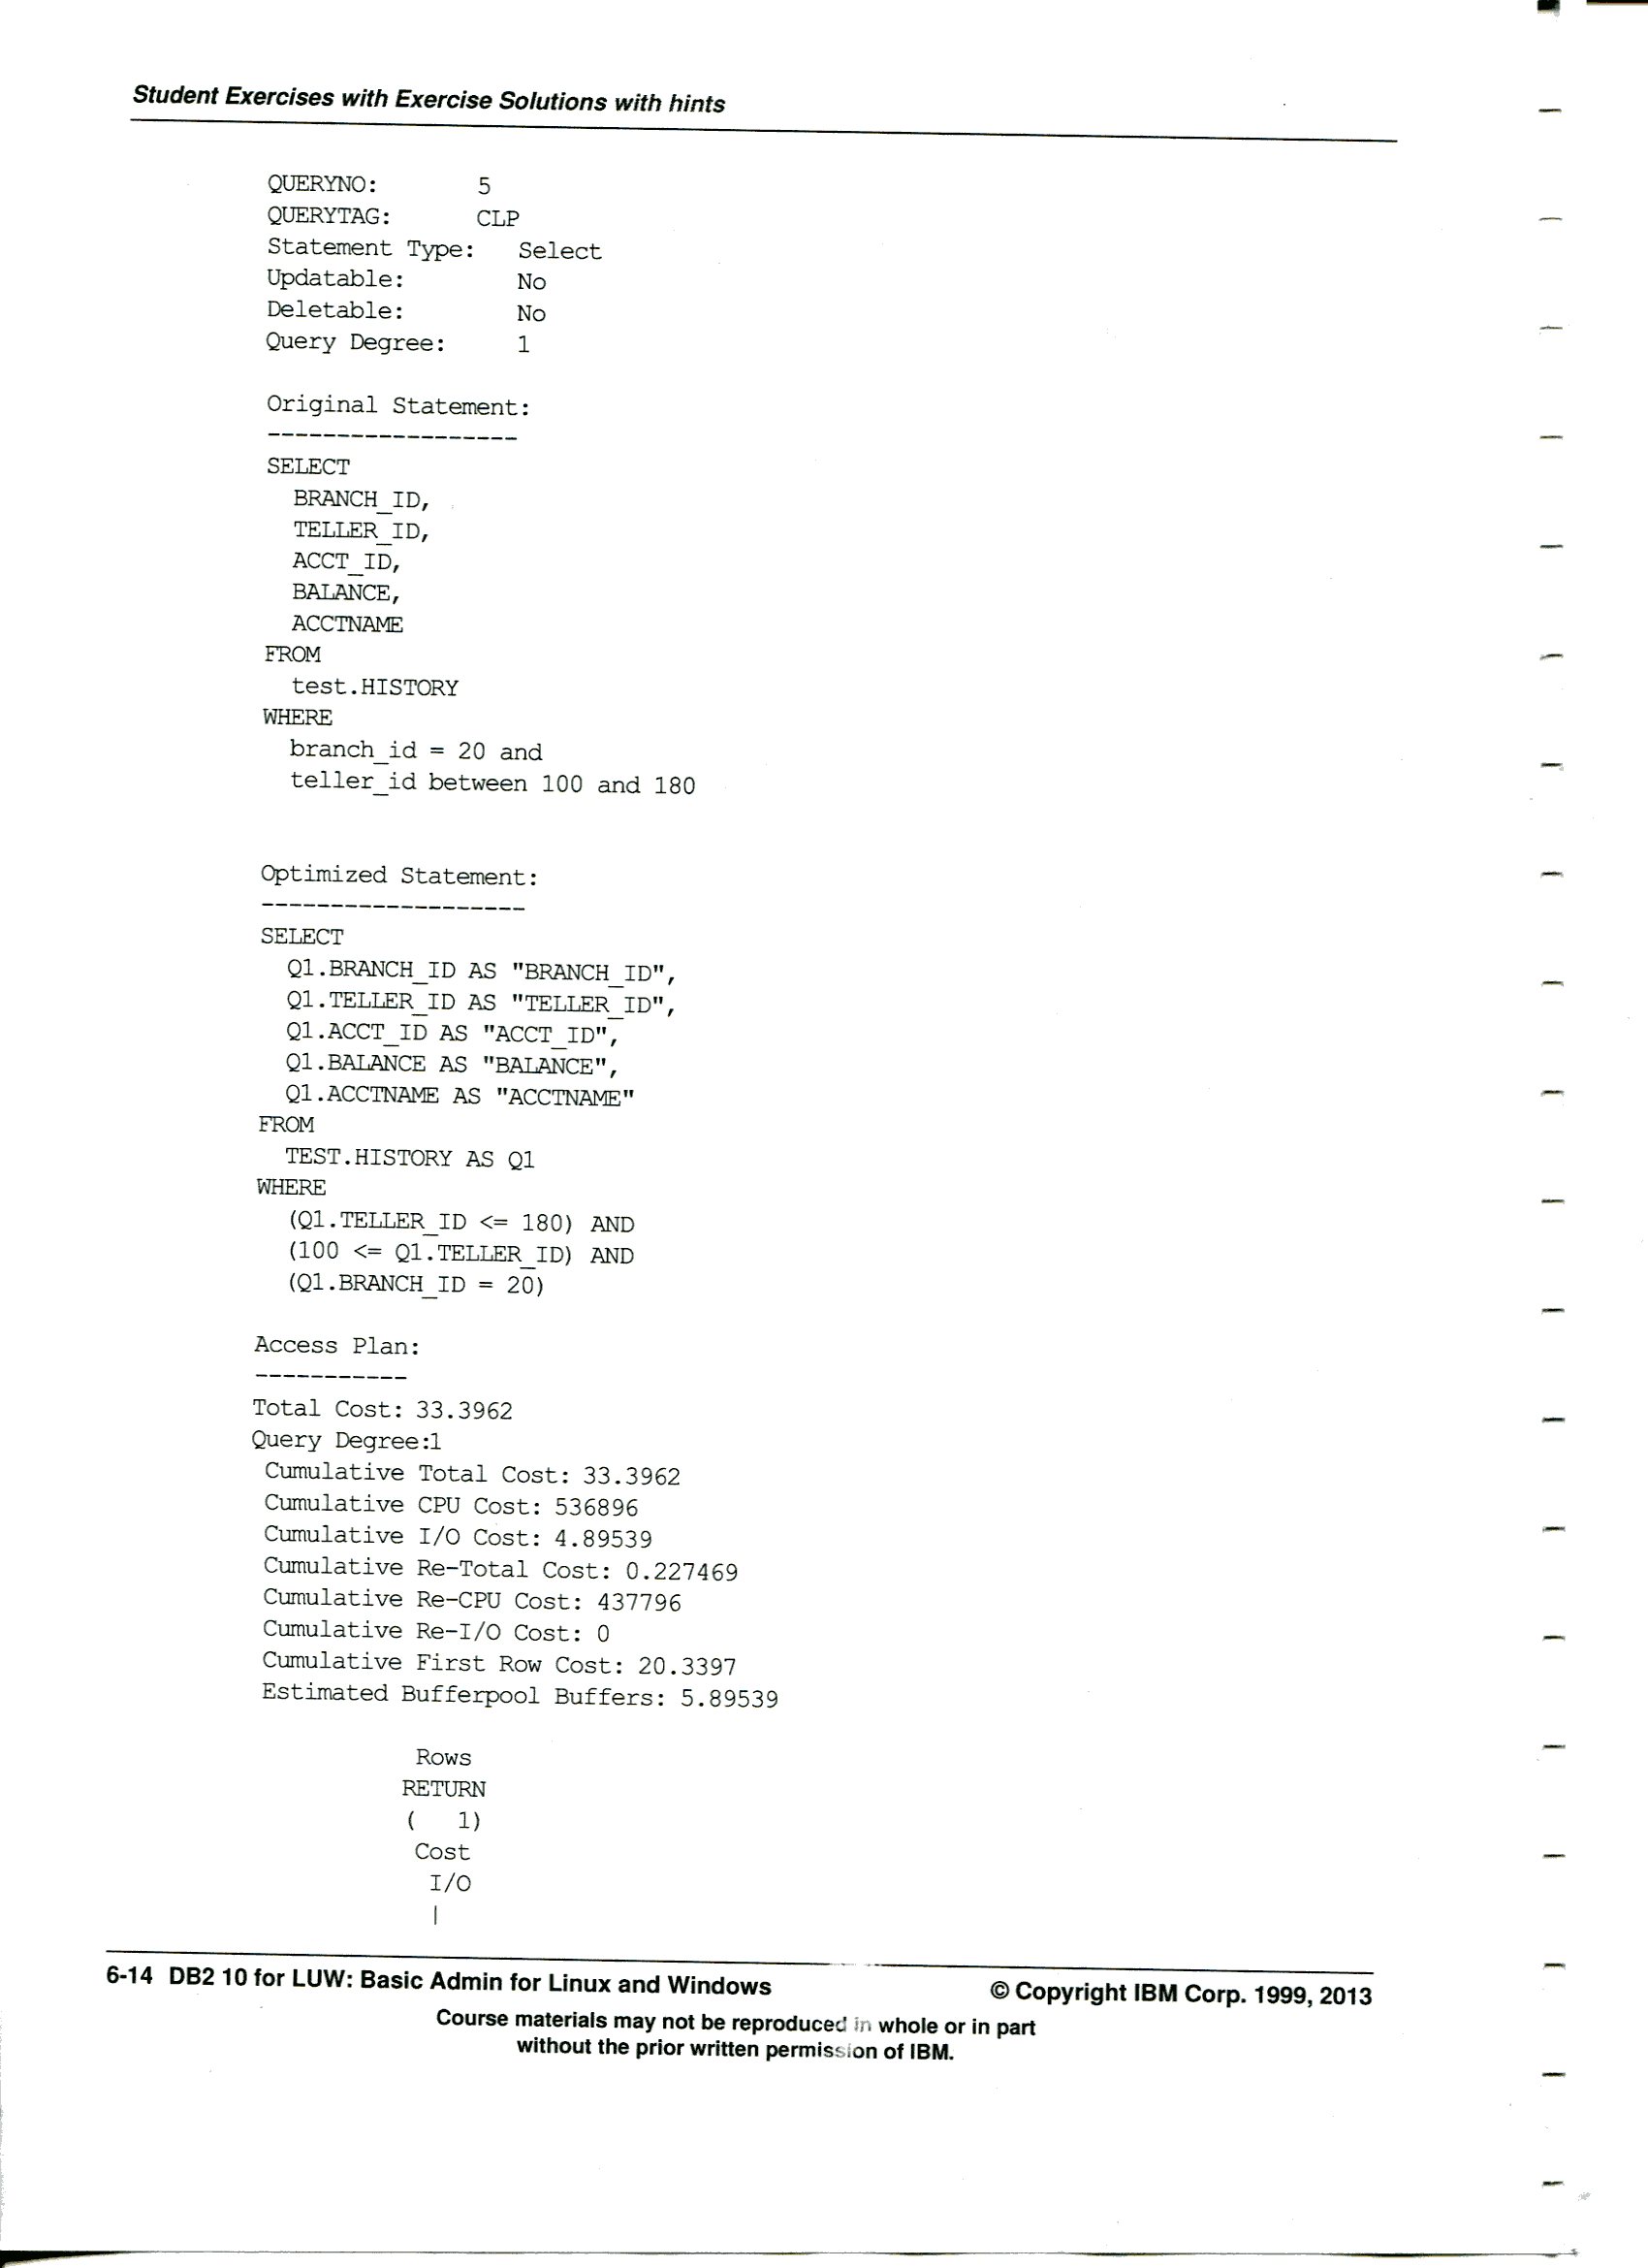 Student Exercises with Exercise Solutions with hints
QUERYNO: 5
QUERYTAG: CLP
Statement Type: Select
Updatable: No
Deletable: No
Query Degree: 1
Original Statement:
------------------
SELECT
BRANCH_ID,
TELLER_ID,
ACCT_ID,
BALANCE,
ACCTNAME
FROM
test.HISTORY
WHERE
branch_id = 20 and
teller_id between 100 and 180
Optimized Statement:
-------------------
SELECT
Q1.BRANCH_ID AS "BRANCH_ID",
Q1.TELLER_ID AS "TELLER_ID",
Q1.ACCT_ID AS "ACCT_ID",
Q1.BALANCE AS "BALANCE",
Q1.ACCTNAME AS "ACCTNAME"
FROM
TEST.HISTORY AS Q1
WHERE
(Q1.TELLER_ID <= 180) AND
(100 <= Q1.TELLER_ID) AND
(Q1.BRANCH_ID = 20)
Access Plan:
-----------
Total Cost: 33.3962
Query Degree:1
Cumulative Total Cost: 33.3962
Cumulative CPU Cost: 536896
Cumulative I/O Cost: 4.89539
Cumulative Re-Total Cost: 0.227469
Cumulative Re-CPU Cost: 437796
Cumulative Re-I/O Cost: 0
Cumulative First Row Cost: 20.3397
Estimated Bufferpool Buffers: 5.89539
Rows
RETURN
( 1)
Cost
I/O
|
6-14 DB2 10 for LUW: Basic Admin for Linux and Windows © Copyright IBM Corp. 1999, 2013
Course materials may not be reproduced in whole or in part
without the prior written permission of IBM.